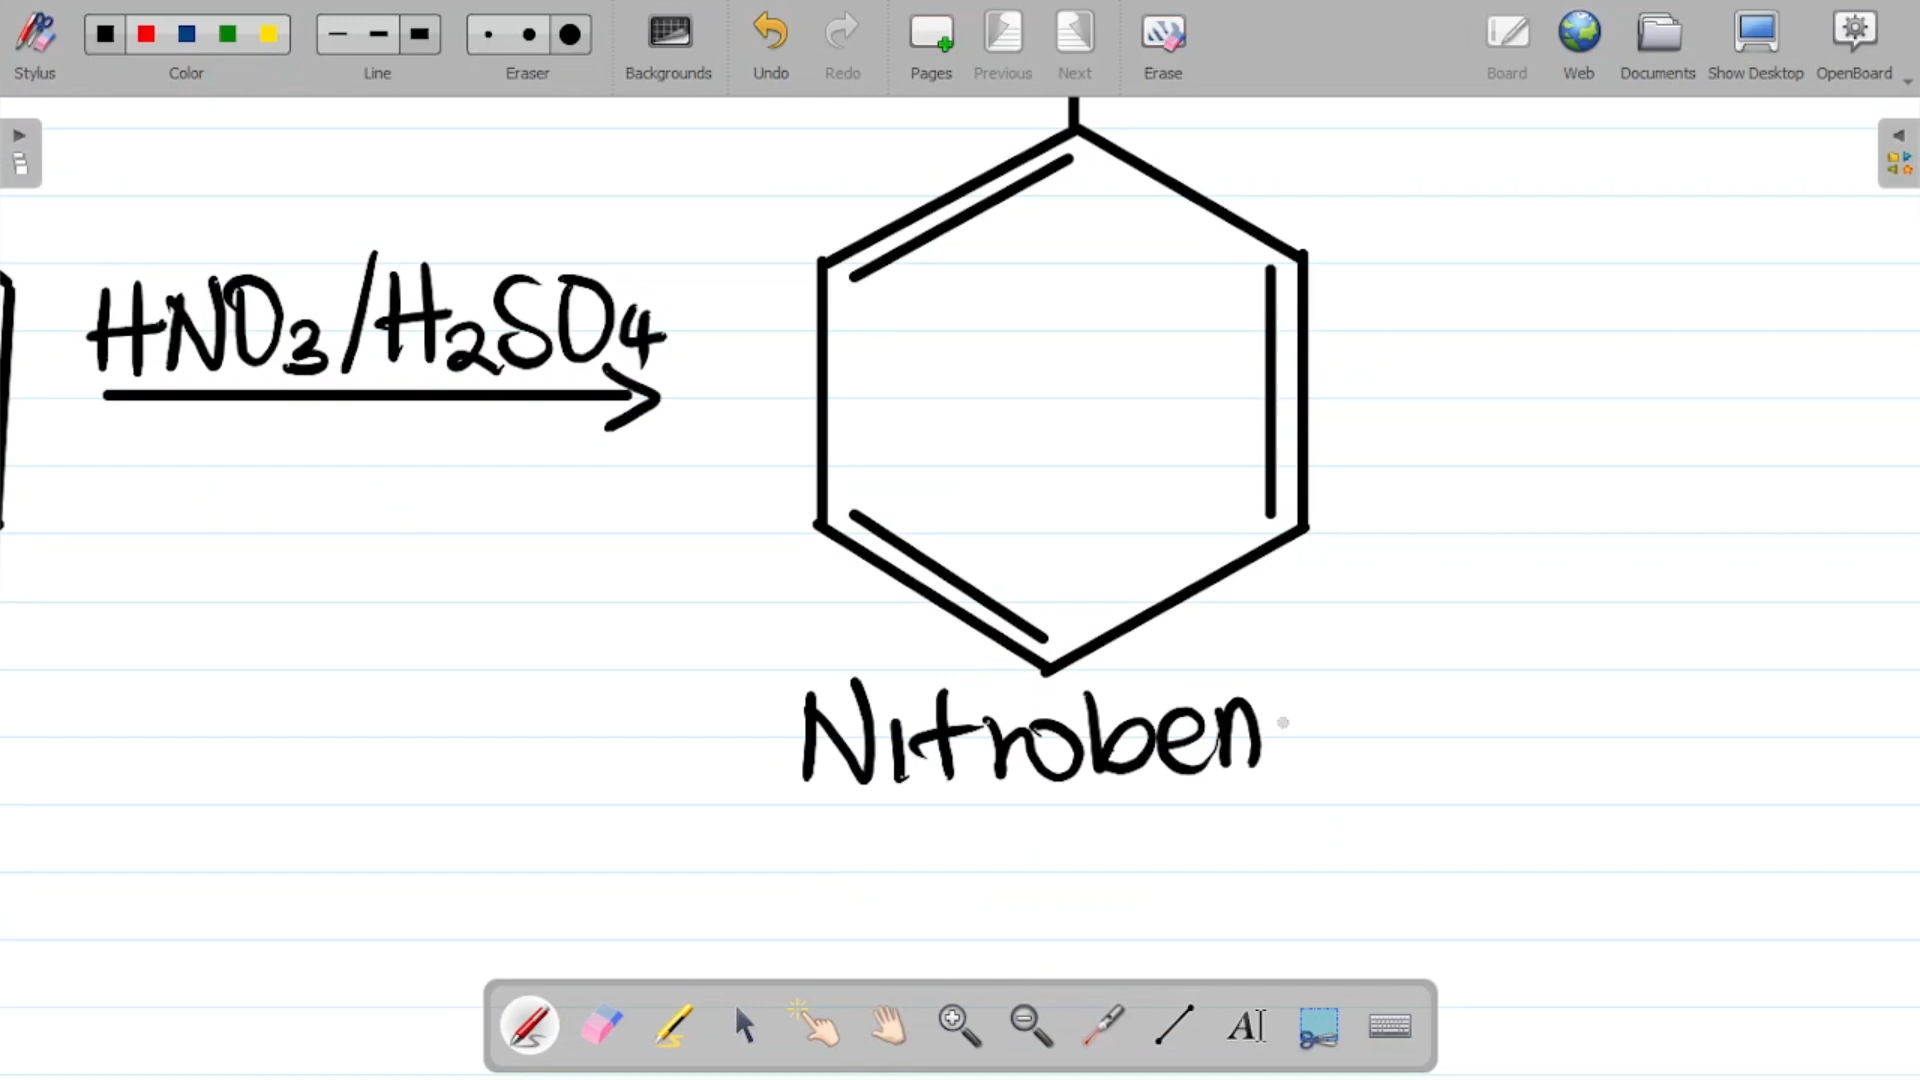 Stylus Color Line Eraser Backgrounds Undo Redo Pages Previous Next Erase Board Web Documents Show Desktop OpenBoard
HNO₃/H₂SO₄
Nitroben